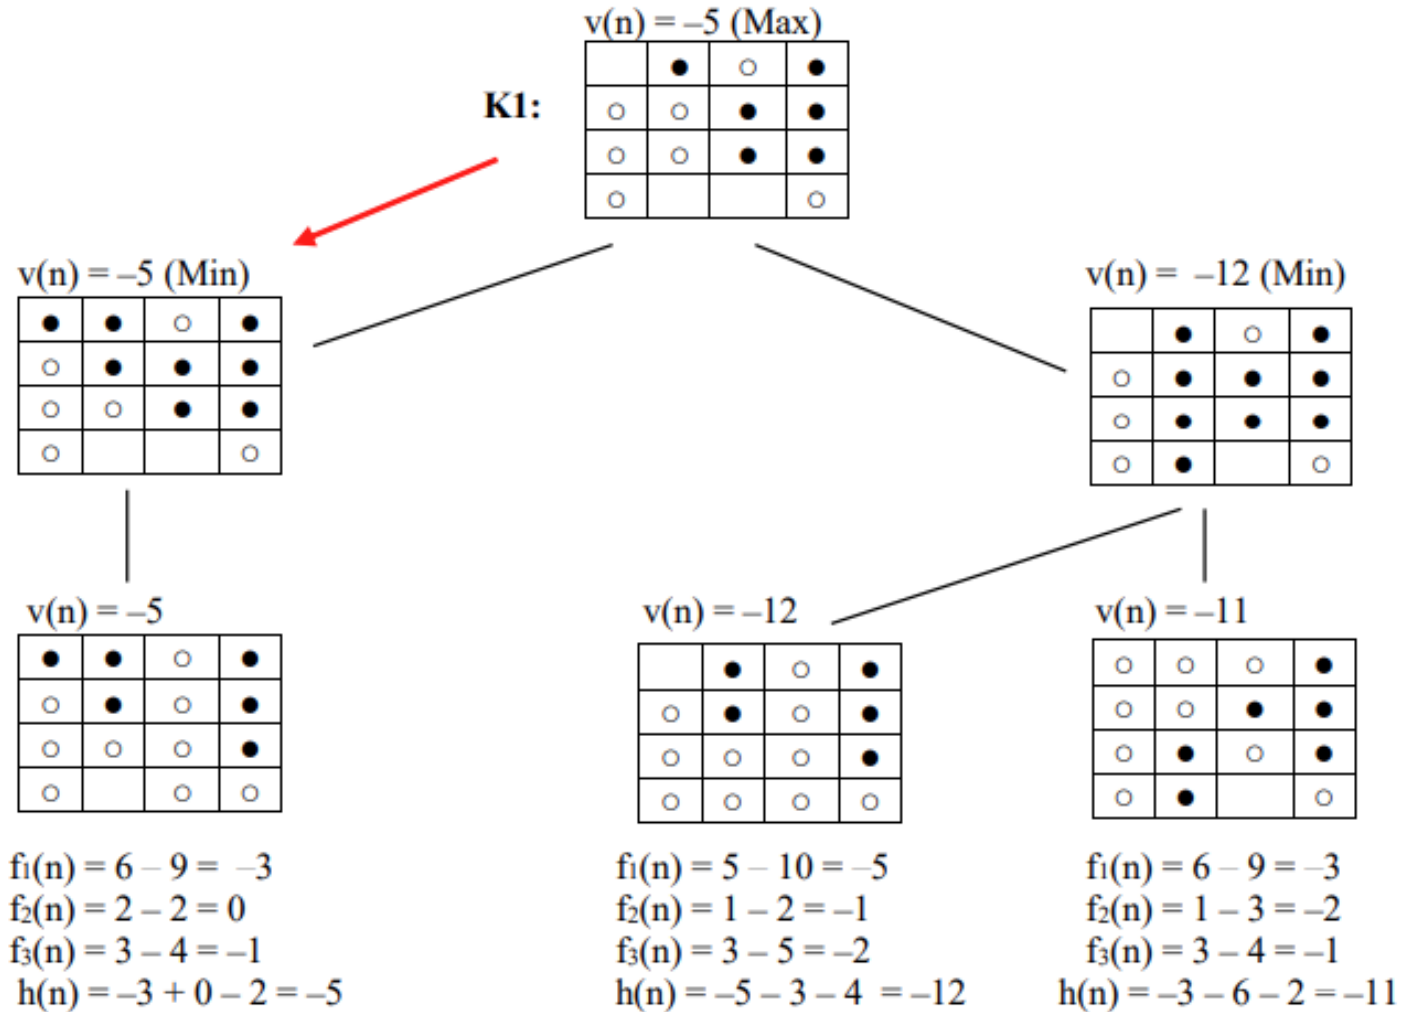 v(n) = –5 (Max)
K1:
v(n) = –5 (Min)
v(n) = –12 (Min)
v(n) = –5
v(n) = –12
v(n) = –11
f1(n) = 6 – 9 = –3
f2(n) = 2 – 2 = 0
f3(n) = 3 – 4 = –1
h(n) = –3 + 0 – 2 = –5
f1(n) = 5 – 10 = –5
f2(n) = 1 – 2 = –1
f3(n) = 3 – 5 = –2
h(n) = –5 – 3 – 4 = –12
f1(n) = 6 – 9 = –3
f2(n) = 1 – 3 = –2
f3(n) = 3 – 4 = –1
h(n) = –3 – 6 – 2 = –11